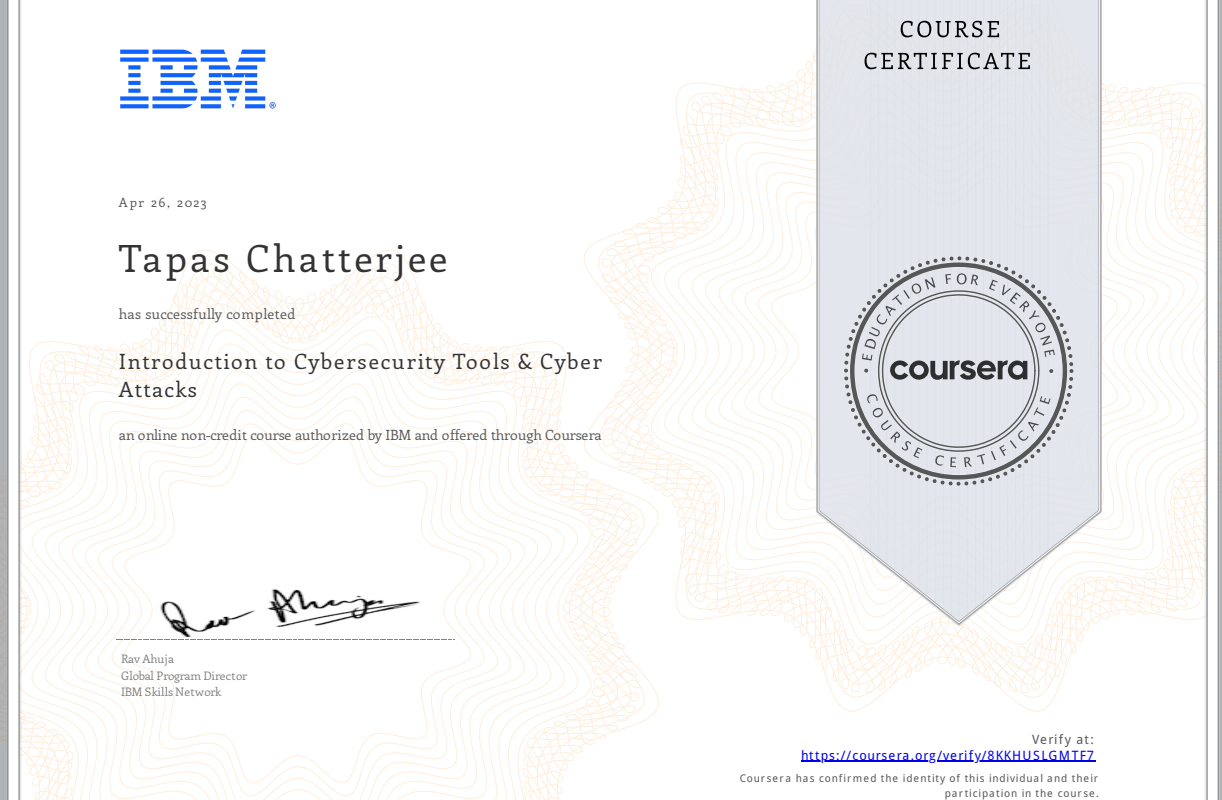 IBM®
COURSE
CERTIFICATE
Apr 26, 2023
Tapas Chatterjee
has successfully completed
Introduction to Cybersecurity Tools & Cyber
Attacks
an online non-credit course authorized by IBM and offered through Coursera
EDUCATION FOR EVERYONE
coursera
COURSE CERTIFICATE
Rav Ahuja
Rav Ahuja
Global Program Director
IBM Skills Network
Verify at:
https://coursera.org/verify/8KKHUSLGMTF7
Coursera has confirmed the identity of this individual and their
participation in the course.